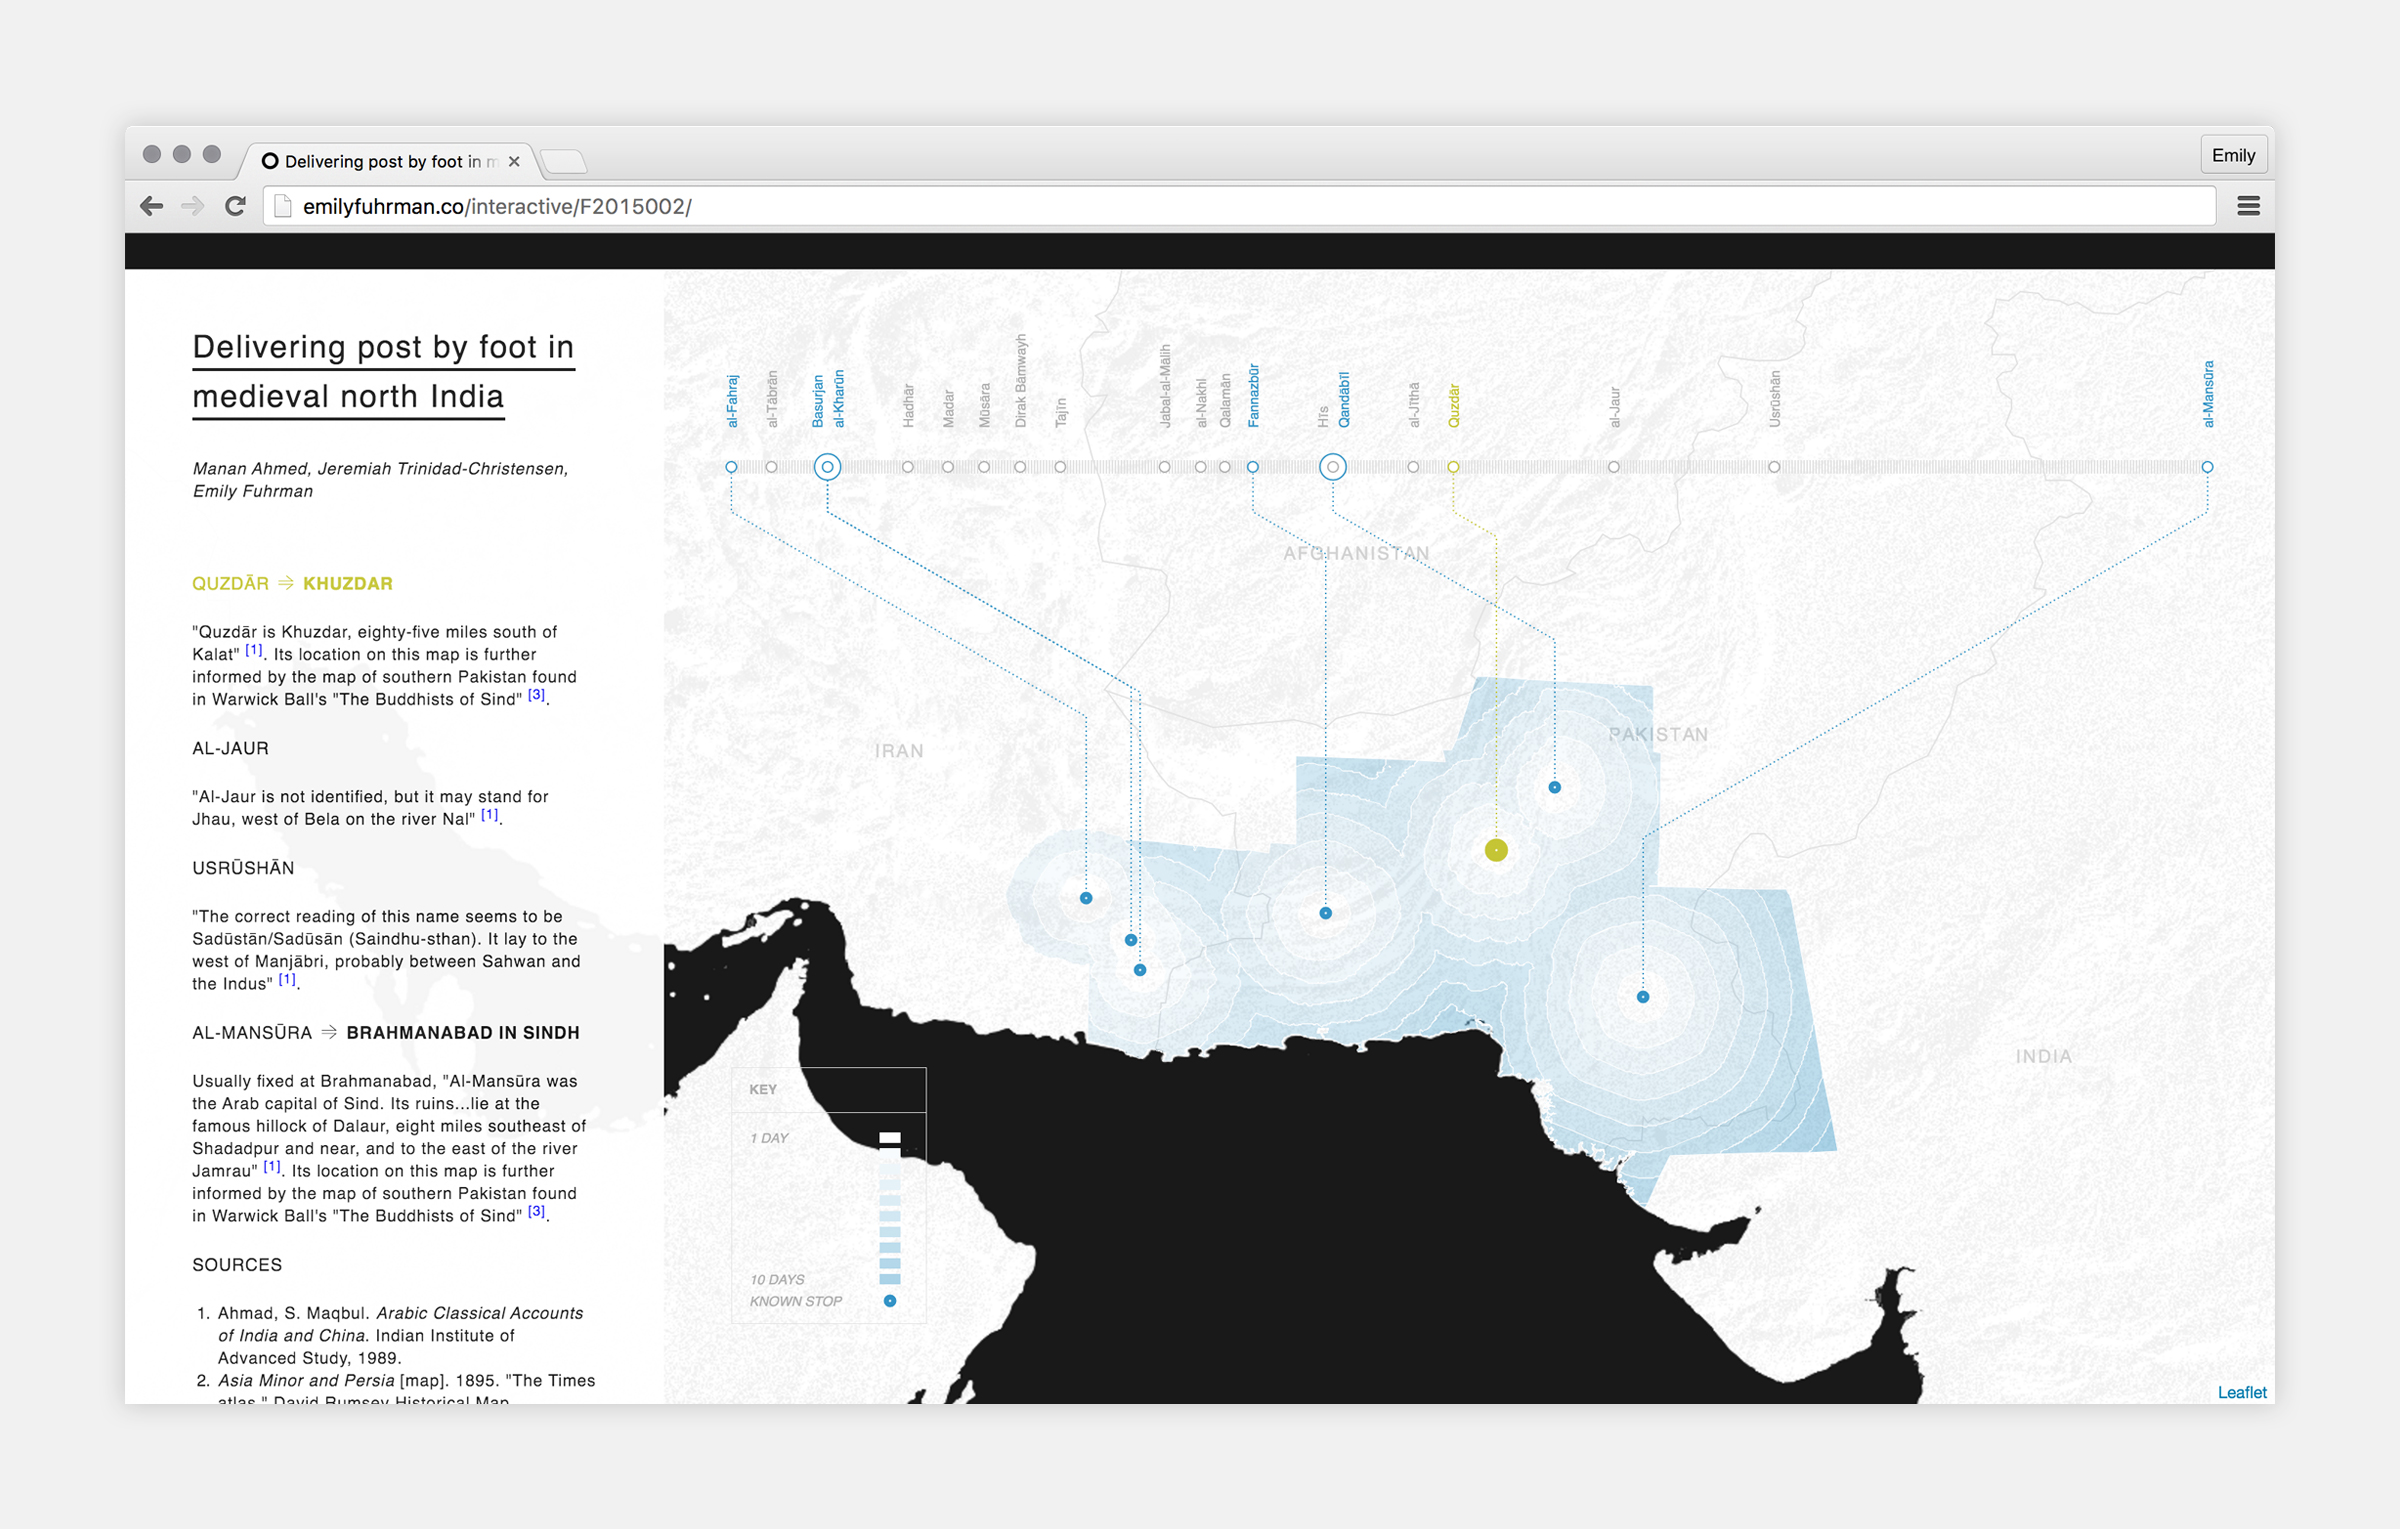 Delivering post by foot in m
Emily
emilyfuhrman.co/interactive/F2015002/
Delivering post by foot in
medieval north India
Manan Ahmed, Jeremiah Trinidad-Christensen,
Emily Fuhrman
QUZDĀR → KHUZDAR
"Quzdār is Khuzdar, eighty-five miles south of
Kalat" [1]. Its location on this map is further
informed by the map of southern Pakistan found
in Warwick Ball's "The Buddhists of Sind" [3].
AL-JAUR
"Al-Jaur is not identified, but it may stand for
Jhau, west of Bela on the river Nal" [1].
USRŪSHĀN
"The correct reading of this name seems to be
Sadūstān/Sadūsān (Saindhu-sthan). It lay to the
west of Manjābri, probably between Sahwan and
the Indus" [1].
AL-MANSŪRA → BRAHMANABAD IN SINDH
Usually fixed at Brahmanabad, "Al-Mansūra was
the Arab capital of Sind. Its ruins...lie at the
famous hillock of Dalaur, eight miles southeast of
Shadadpur and near, and to the east of the river
Jamrau" [1]. Its location on this map is further
informed by the map of southern Pakistan found
in Warwick Ball's "The Buddhists of Sind" [3].
SOURCES
1. Ahmad, S. Maqbul. Arabic Classical Accounts
of India and China. Indian Institute of
Advanced Study, 1989.
2. Asia Minor and Persia [map]. 1895. "The Times
atlas." David Rumsey Historical Map
al-Fahraj
al-Tābrān
Basurjan
al-Kharūn
Hadhār
Madar
Mūsāra
Dirak Bāmwayh
Tajīn
Jabal-al-Mālih
al-Nakhl
Qalamān
Fannazbūr
Hīs
Qandābīl
al-Jīthā
Quzdār
al-Jaur
Usrūshān
al-Mansūra
AFGHANISTAN
IRAN
PAKISTAN
INDIA
KEY
1 DAY
10 DAYS
KNOWN STOP
Leaflet